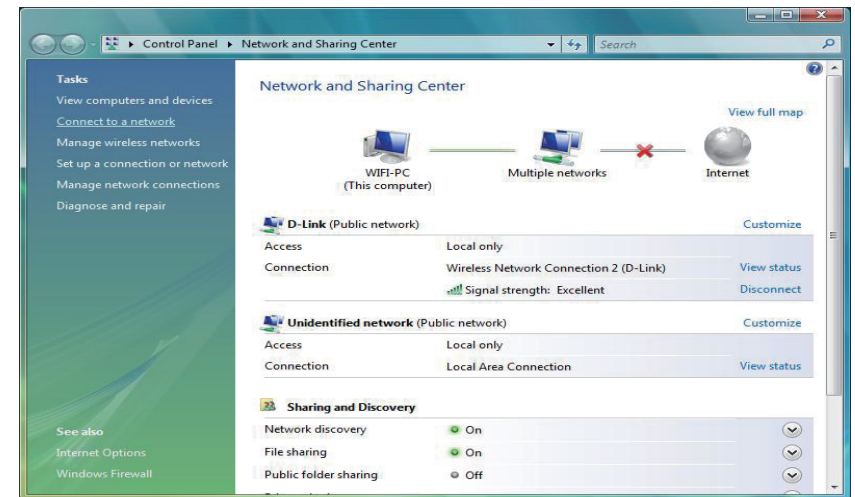 Control Panel ▸ Network and Sharing Center
Search
Tasks
View computers and devices
Connect to a network
Manage wireless networks
Set up a connection or network
Manage network connections
Diagnose and repair
See also
Internet Options
Windows Firewall
Network and Sharing Center
View full map
WIFI-PC
(This computer)
Multiple networks
Internet
D-Link (Public network) Customize
Access Local only
Connection Wireless Network Connection 2 (D-Link) View status
Signal strength: Excellent Disconnect
Unidentified network (Public network) Customize
Access Local only
Connection Local Area Connection View status
Sharing and Discovery
Network discovery On
File sharing On
Public folder sharing Off